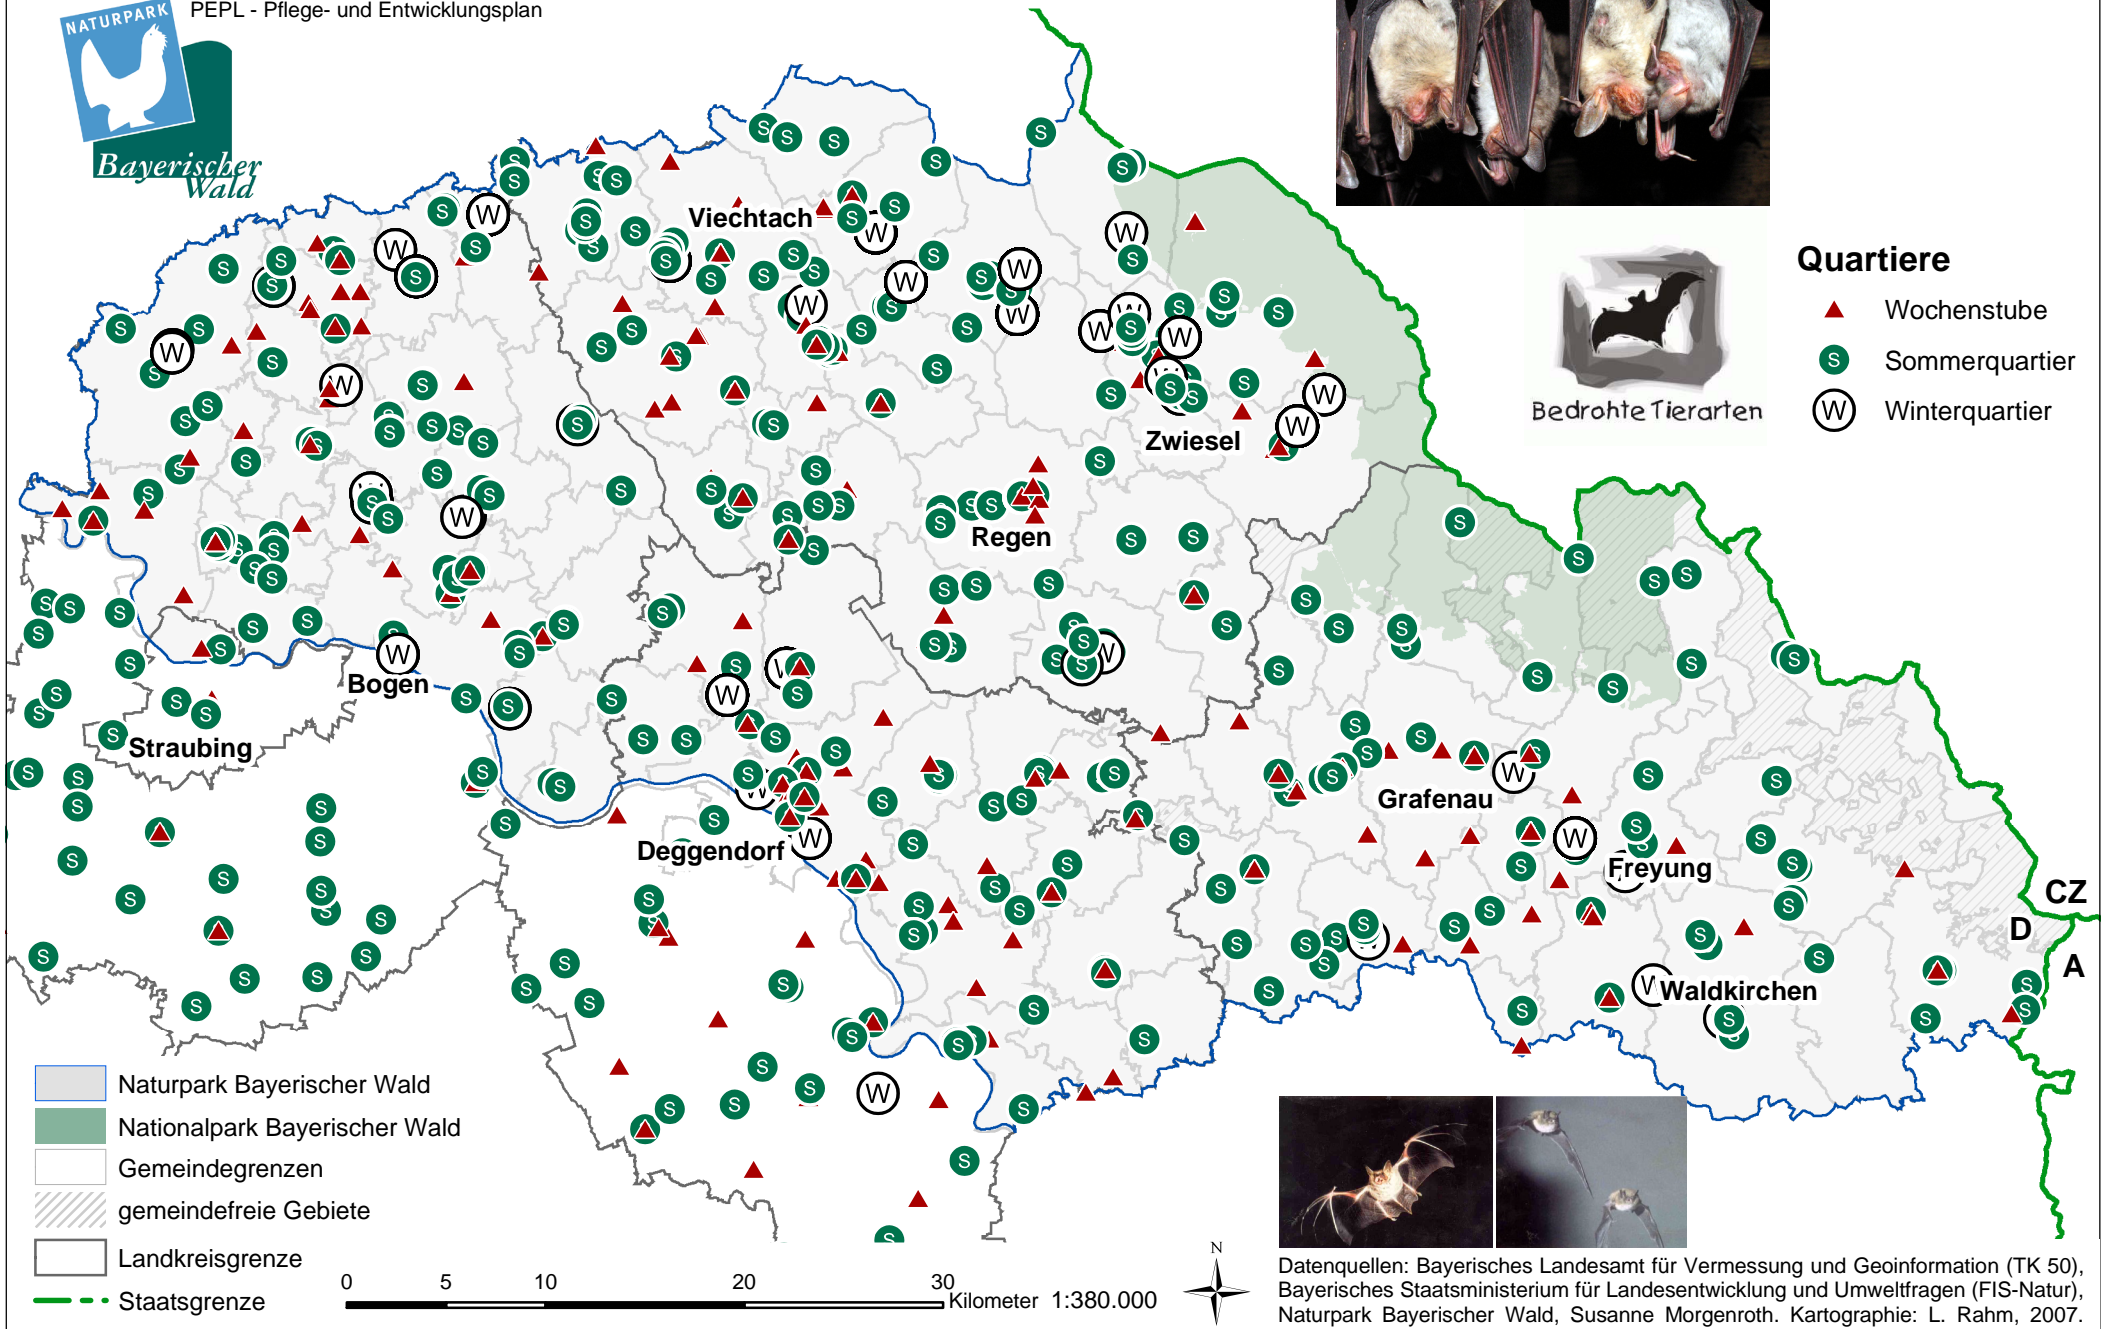 PEPL - Pflege- und Entwicklungsplan
NATURPARK
Bayerischer
Wald
Quartiere
Wochenstube
S Sommerquartier
W Winterquartier
Bedrohte Tierarten
Viechtach
Zwiesel
Regen
Bogen
Straubing
Deggendorf
Grafenau
Freyung
Waldkirchen
CZ
D
A
Naturpark Bayerischer Wald
Nationalpark Bayerischer Wald
Gemeindegrenzen
gemeindefreie Gebiete
Landkreisgrenze
Staatsgrenze
0 5 10 20 30
Kilometer 1:380.000
N
Datenquellen: Bayerisches Landesamt für Vermessung und Geoinformation (TK 50),
Bayerisches Staatsministerium für Landesentwicklung und Umweltfragen (FIS-Natur),
Naturpark Bayerischer Wald, Susanne Morgenroth. Kartographie: L. Rahm, 2007.